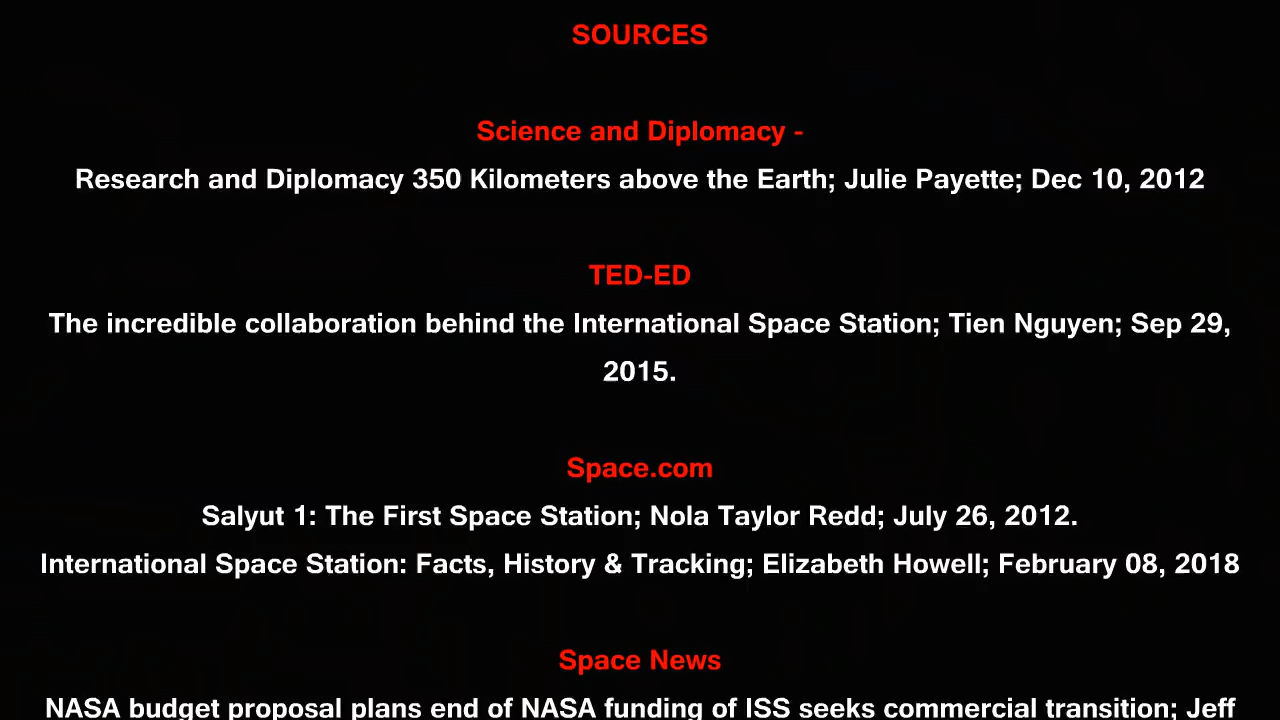 SOURCES
Science and Diplomacy -
Research and Diplomacy 350 Kilometers above the Earth; Julie Payette; Dec 10, 2012
TED-ED
The incredible collaboration behind the International Space Station; Tien Nguyen; Sep 29,
2015.
Space.com
Salyut 1: The First Space Station; Nola Taylor Redd; July 26, 2012.
International Space Station: Facts, History & Tracking; Elizabeth Howell; February 08, 2018
Space News
NASA budget proposal plans end of NASA funding of ISS seeks commercial transition; Jeff